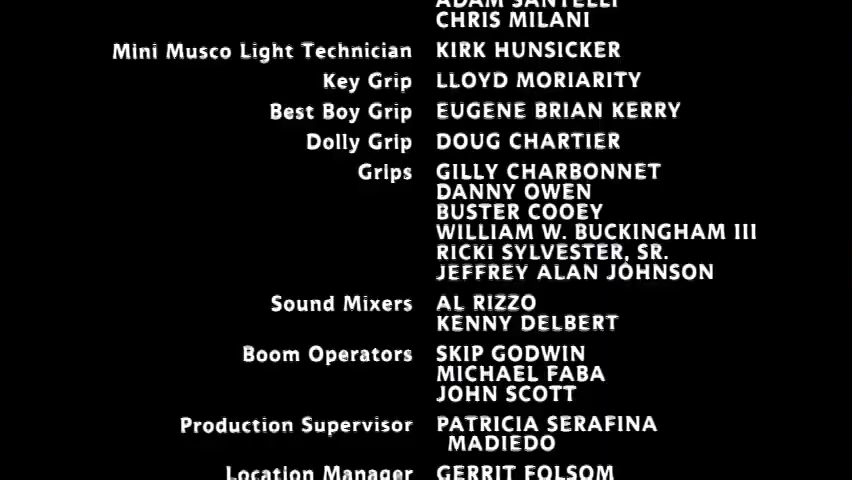 ADAM SANTELLI
CHRIS MILANI
Mini Musco Light Technician KIRK HUNSICKER
Key Grip LLOYD MORIARITY
Best Boy Grip EUGENE BRIAN KERRY
Dolly Grip DOUG CHARTIER
Grips GILLY CHARBONNET
DANNY OWEN
BUSTER COOEY
WILLIAM W. BUCKINGHAM III
RICKI SYLVESTER, SR.
JEFFREY ALAN JOHNSON
Sound Mixers AL RIZZO
KENNY DELBERT
Boom Operators SKIP GODWIN
MICHAEL FABA
JOHN SCOTT
Production Supervisor PATRICIA SERAFINA
MADIEDO
Location Manager GERRIT FOLSOM